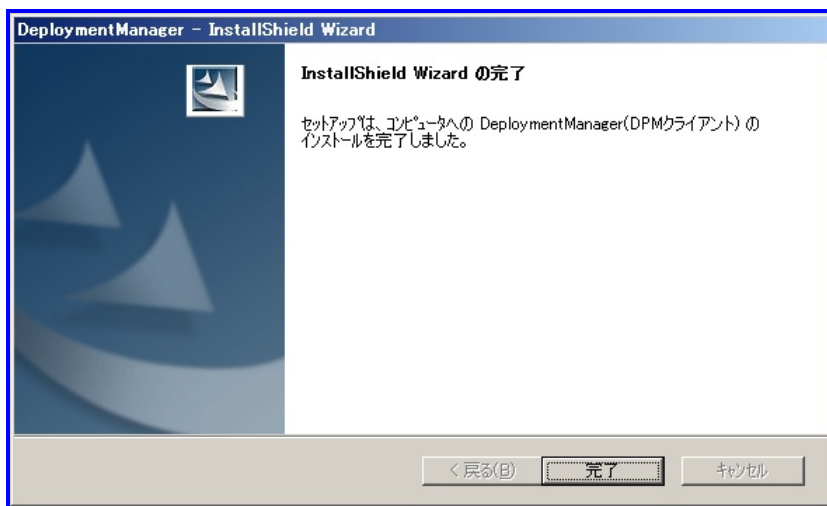 DeploymentManager - InstallShield Wizard
InstallShield Wizard の完了
セットアップは、コンピュータへの DeploymentManager(DPMクライアント) の
インストールを完了しました。
< 戻る(B)
完了
キャンセル